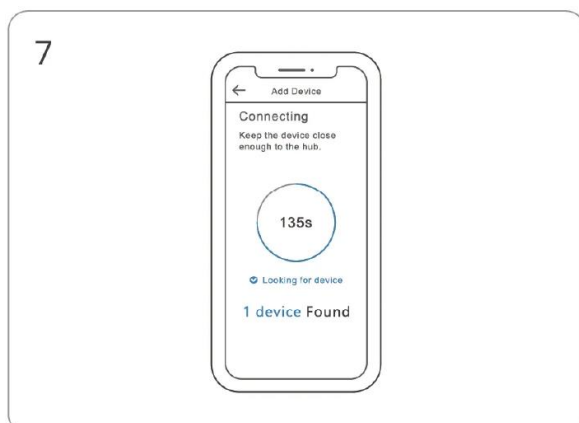 7
Add Device
Connecting
Keep the device close
enough to the hub.
135s
Looking for device
1 device Found